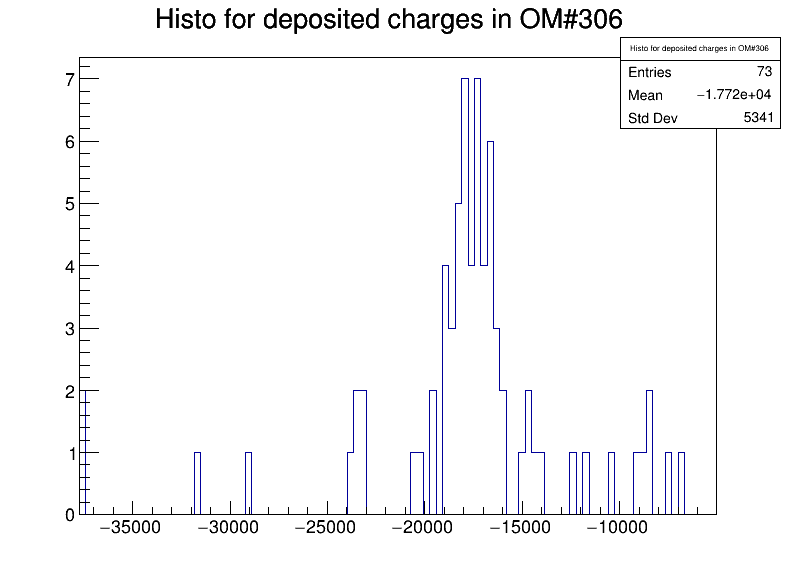 Histo for deposited charges in OM#306
Histo for deposited charges in OM#306
Entries 73
Mean −1.772e+04
Std Dev 5341
7
6
5
4
3
2
1
0
−35000 −30000 −25000 −20000 −15000 −10000